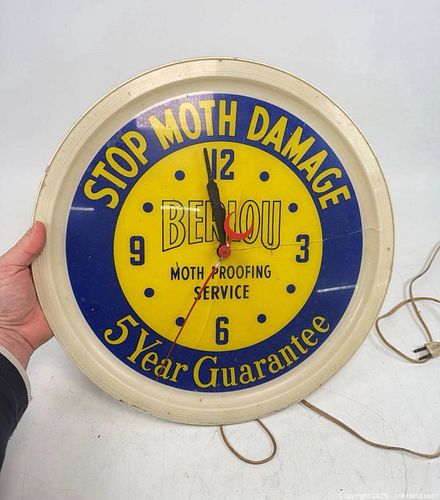 STOP MOTH DAMAGE
12
BERLOU
9 3
MOTH PROOFING
SERVICE
6
5 Year Guarantee